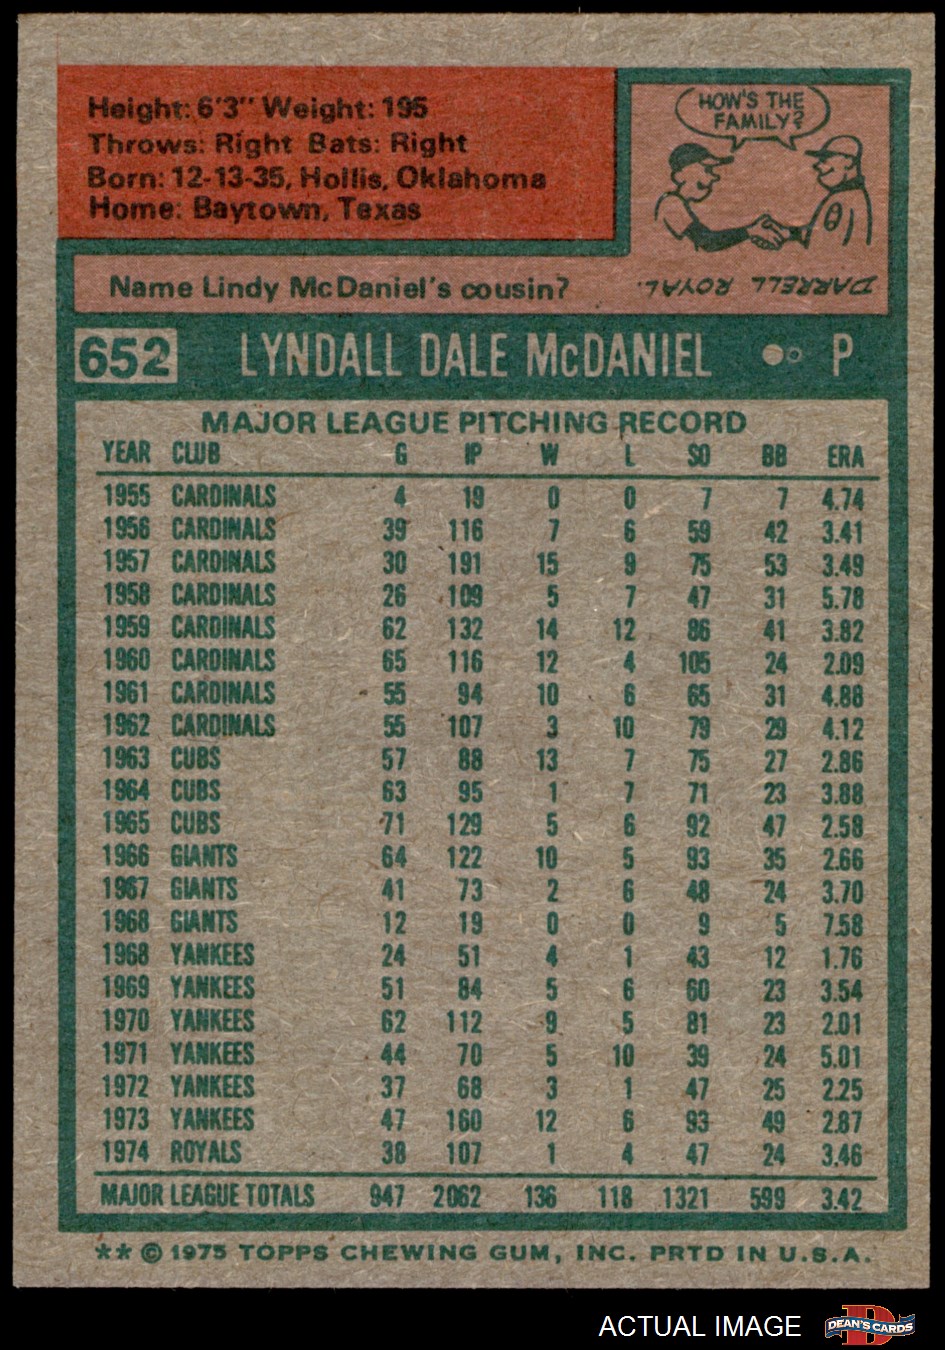 Height: 6'3" Weight: 195
Throws: Right Bats: Right
Born: 12-13-35, Hollis, Oklahoma
Home: Baytown, Texas
HOW'S THE
FAMILY?
Name Lindy McDaniel's cousin?
DARRELL ROYAL.
652 LYNDALL DALE McDANIEL P
MAJOR LEAGUE PITCHING RECORD
YEAR CLUB G IP W L SO BB ERA
1955 CARDINALS 4 19 0 0 7 7 4.74
1956 CARDINALS 39 116 7 6 59 42 3.41
1957 CARDINALS 30 191 15 9 75 53 3.49
1958 CARDINALS 26 109 5 7 47 31 5.78
1959 CARDINALS 62 132 14 12 86 41 3.82
1960 CARDINALS 65 116 12 4 105 24 2.09
1961 CARDINALS 55 94 10 6 65 31 4.88
1962 CARDINALS 55 107 3 10 79 29 4.12
1963 CUBS 57 88 13 7 75 27 2.86
1964 CUBS 63 95 1 7 71 23 3.88
1965 CUBS 71 129 5 6 92 47 2.58
1966 GIANTS 64 122 10 5 93 35 2.66
1967 GIANTS 41 73 2 6 48 24 3.70
1968 GIANTS 12 19 0 0 9 5 7.58
1968 YANKEES 24 51 4 1 43 12 1.76
1969 YANKEES 51 84 5 6 60 23 3.54
1970 YANKEES 62 112 9 5 81 23 2.01
1971 YANKEES 44 70 5 10 39 24 5.01
1972 YANKEES 37 68 3 1 47 25 2.25
1973 YANKEES 47 160 12 6 93 49 2.87
1974 ROYALS 38 107 1 4 47 24 3.46
MAJOR LEAGUE TOTALS 947 2062 136 118 1321 599 3.42
** © 1975 TOPPS CHEWING GUM, INC. PRTD IN U.S.A.
ACTUAL IMAGE DEAN'S CARDS